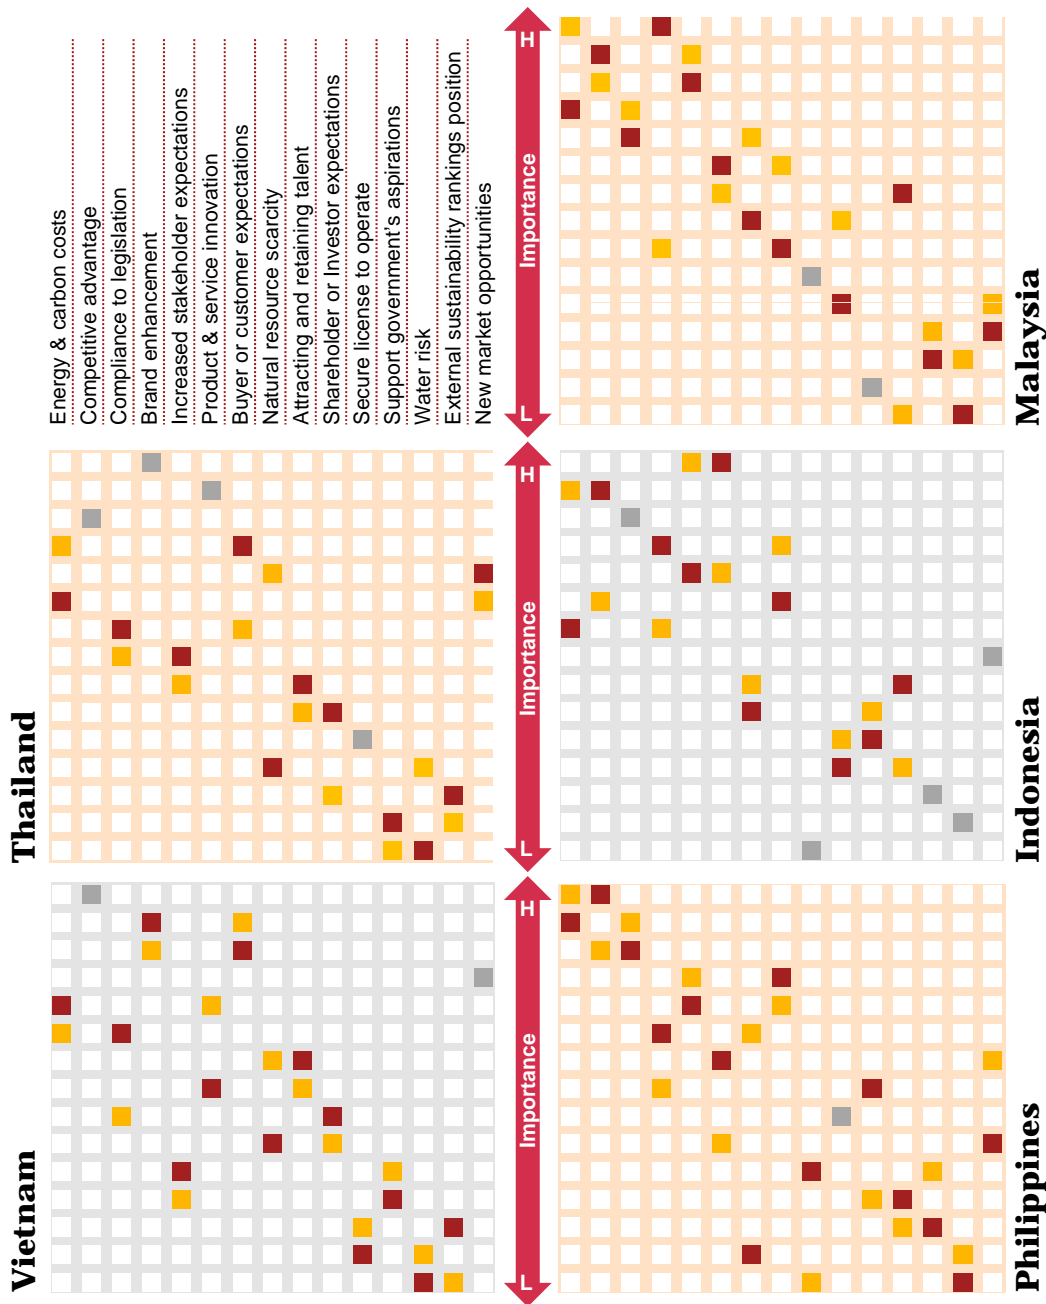 Energy & carbon costs
Competitive advantage
Compliance to legislation
Brand enhancement
Increased stakeholder expectations
Product & service innovation
Buyer or customer expectations
Natural resource scarcity
Attracting and retaining talent
Shareholder or Investor expectations
Secure license to operate
Support government's aspirations
Water risk
External sustainability rankings position
New market opportunities
H
Importance
L
Malaysia
Thailand
H
Importance
L
Indonesia
Vietnam
H
Importance
L
Philippines